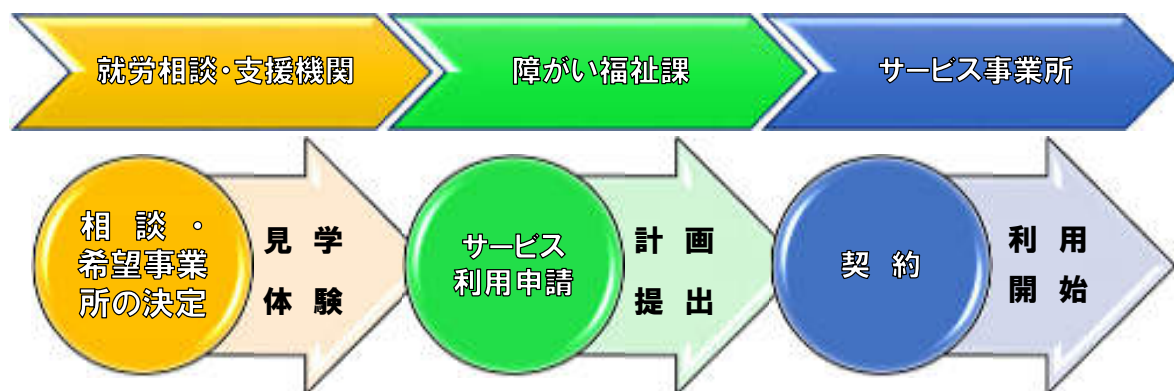 就労相談・支援機関
障がい福祉課
サービス事業所
相談・
希望事業
所の決定
見学
体験
サービス
利用申請
計画
提出
契約
利用
開始